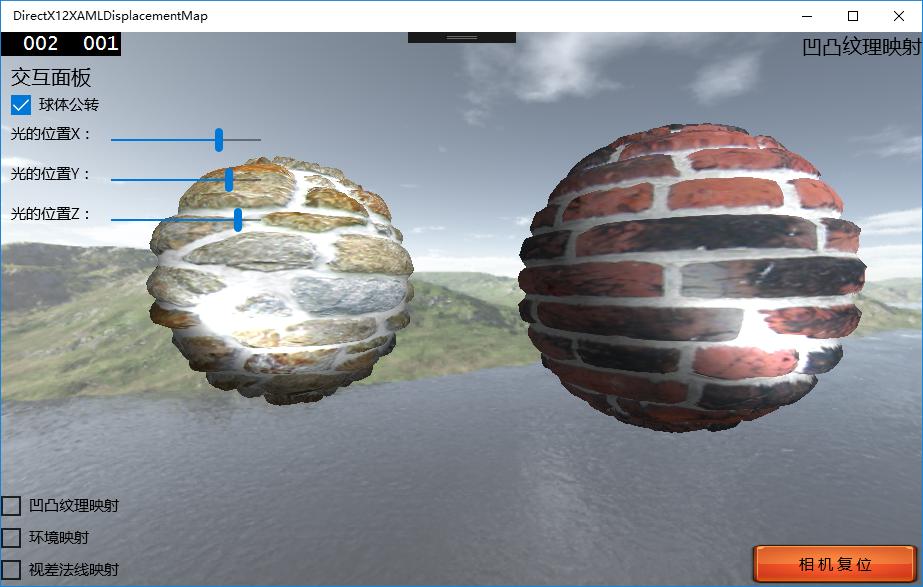 DirectX12XAMLDisplacementMap
002 001
凹凸纹理映射
交互面板
球体公转
光的位置X：
光的位置Y：
光的位置Z：
凹凸纹理映射
环境映射
视差法线映射
相机复位